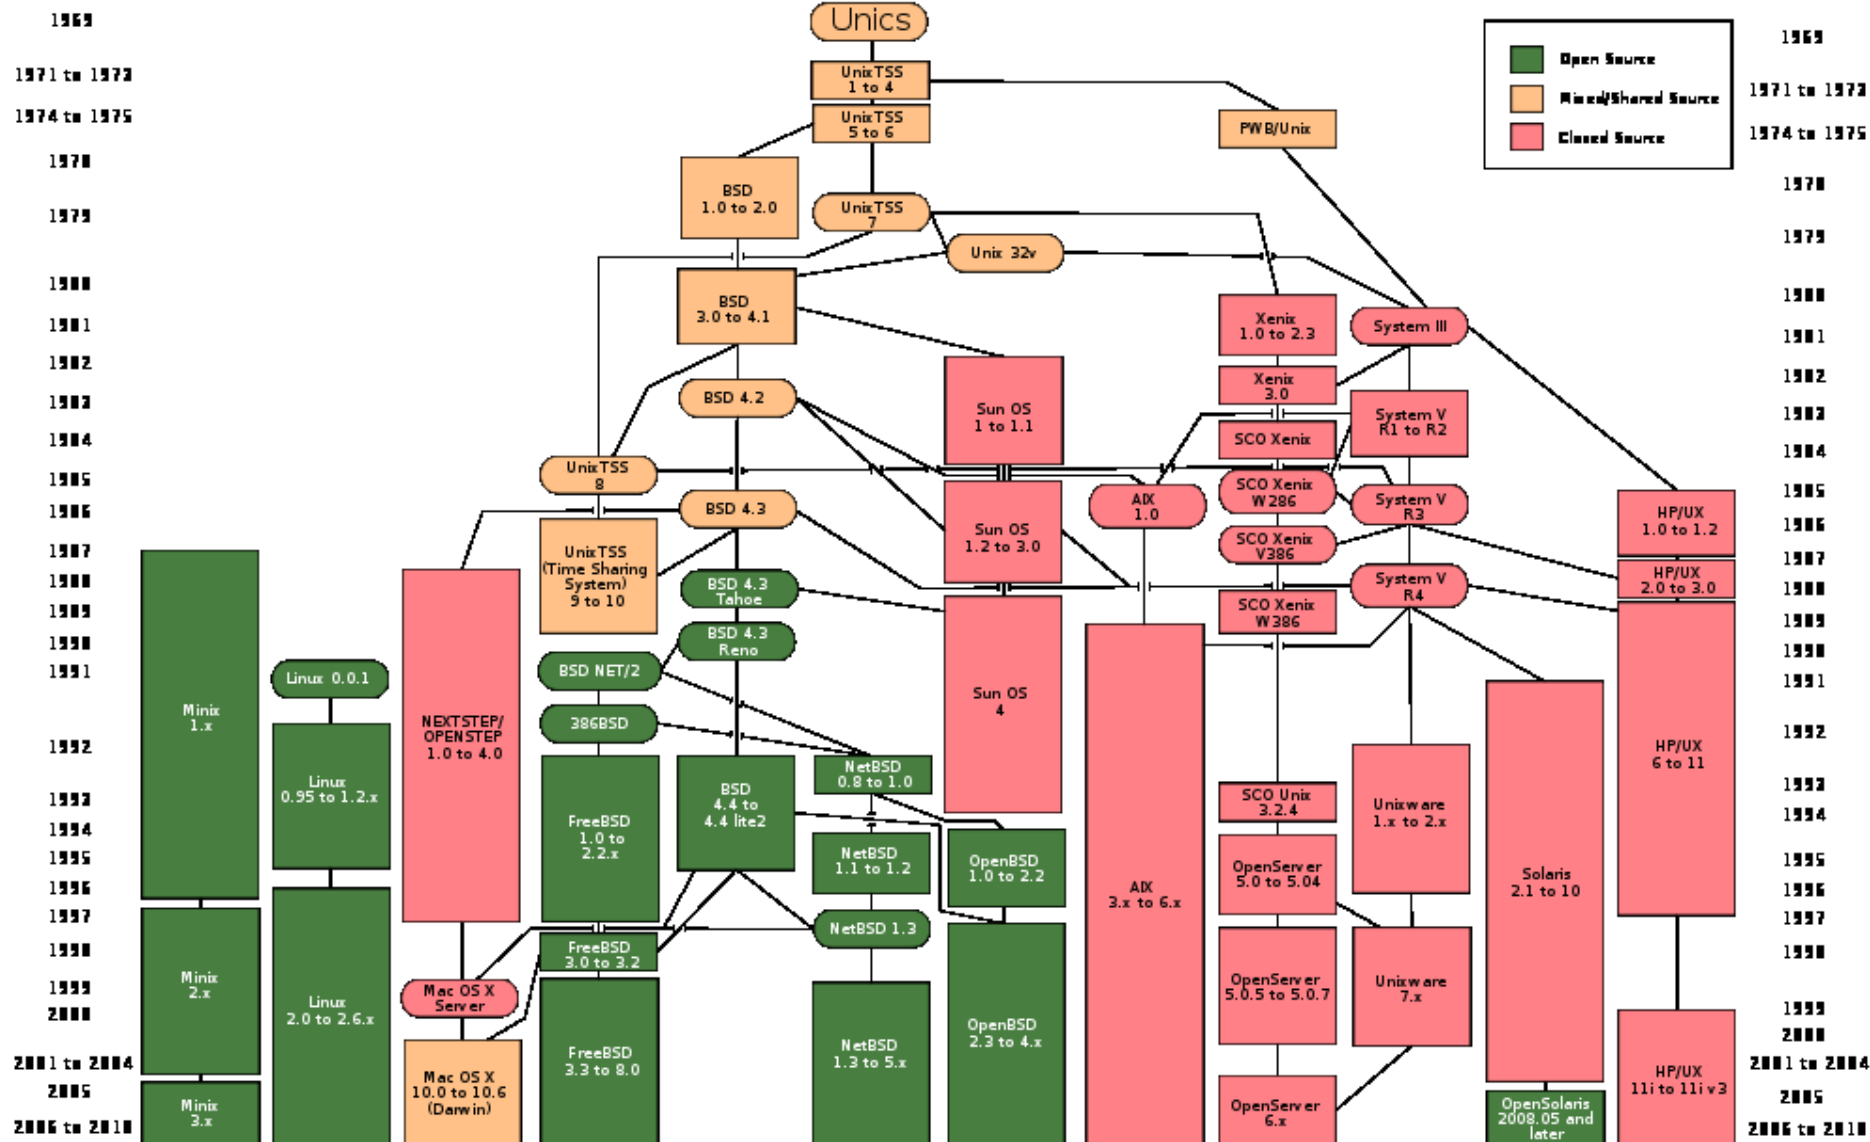 Unics
1969
1969
Open Source
1971 to 1973
UnixTSS
1 to 4
1971 to 1973
Mixed/Shared Source
1974 to 1975
UnixTSS
5 to 6
PWB/Unix
1974 to 1975
Closed Source
1978
1978
BSD
1.0 to 2.0
UnixTSS
7
1979
1979
Unix 32v
1980
1980
BSD
3.0 to 4.1
Xenix
1.0 to 2.3
System III
1981
1981
1982
1982
Xenix
3.0
BSD 4.2
1983
1983
Sun OS
1 to 1.1
System V
R1 to R2
SCO Xenix
1984
1984
UnixTSS
8
1985
1985
SCO Xenix
W286
AIX
1.0
System V
R3
BSD 4.3
1986
1986
HP/UX
1.0 to 1.2
Sun OS
1.2 to 3.0
SCO Xenix
V386
1987
1987
UnixTSS
(Time Sharing
System)
9 to 10
BSD 4.3
Tahoe
System V
R4
HP/UX
2.0 to 3.0
1988
1988
1989
1989
SCO Xenix
W386
BSD 4.3
Reno
1990
1990
1991
1991
BSD NET/2
Linux 0.0.1
Minix
1.x
NEXTSTEP/
OPENSTEP
1.0 to 4.0
386BSD
Sun OS
4
1992
1992
HP/UX
6 to 11
Linux
0.95 to 1.2.x
NetBSD
0.8 to 1.0
BSD
4.4 to
4.4 lite2
1993
1993
SCO Unix
3.2.4
Unixware
1.x to 2.x
1994
1994
FreeBSD
1.0 to
2.2.x
1995
1995
NetBSD
1.1 to 1.2
OpenBSD
1.0 to 2.2
OpenServer
5.0 to 5.04
Solaris
2.1 to 10
1996
1996
AIX
3.x to 6.x
1997
1997
NetBSD 1.3
1998
1998
FreeBSD
3.0 to 3.2
Minix
2.x
1999
1999
Mac OS X
Server
OpenServer
5.0.5 to 5.0.7
Unixware
7.x
Linux
2.0 to 2.6.x
2000
2000
OpenBSD
2.3 to 4.x
NetBSD
1.3 to 5.x
FreeBSD
3.3 to 8.0
2001 to 2004
2001 to 2004
Mac OS X
10.0 to 10.6
(Darwin)
HP/UX
11i to 11i v3
2005
2005
Minix
3.x
OpenServer
6.x
OpenSolaris
2008.05 and
later
2006 to 2010
2006 to 2010